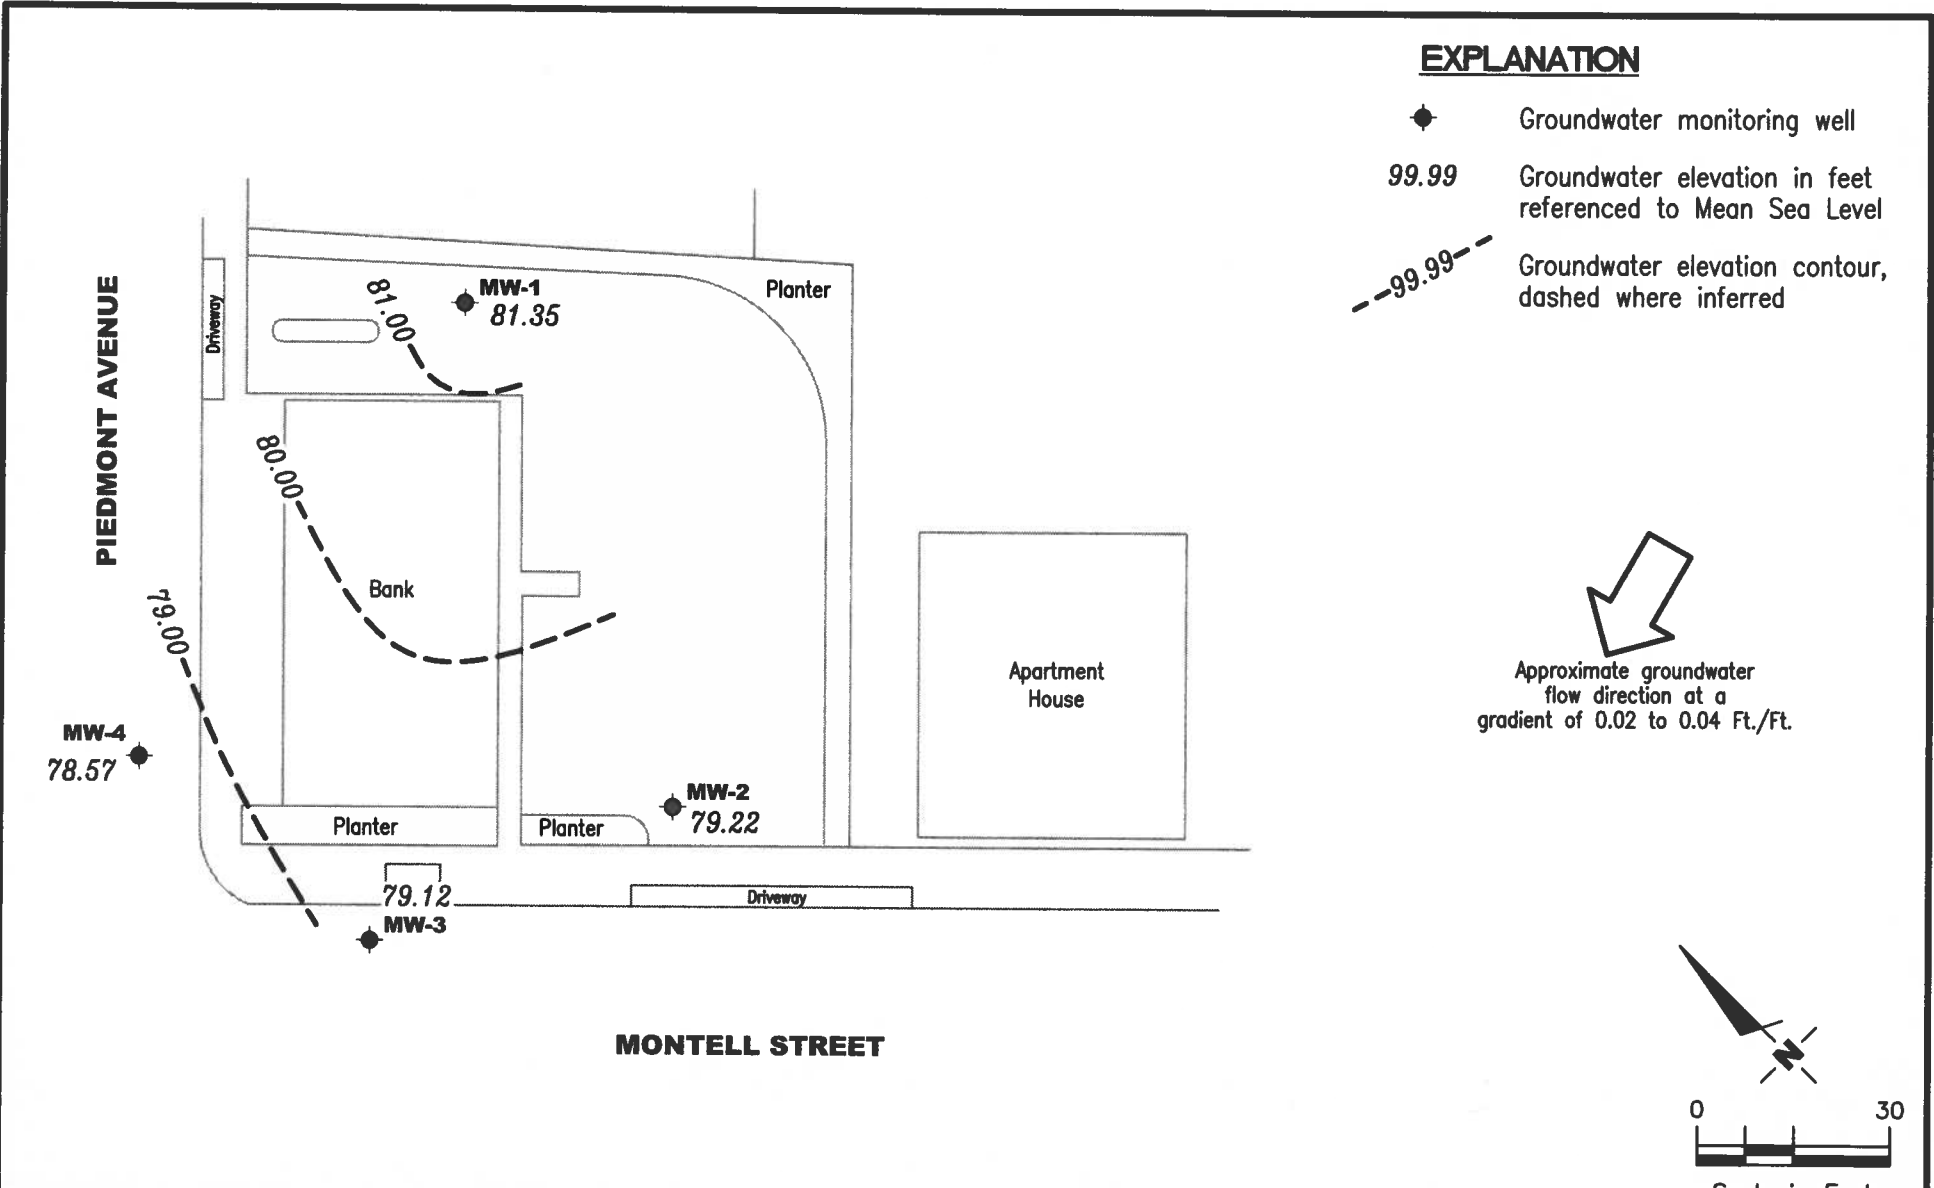 EXPLANATION
Groundwater monitoring well
99.99
Groundwater elevation in feet
referenced to Mean Sea Level
99.99
Groundwater elevation contour,
dashed where inferred
PIEDMONT AVENUE
Driveway
81.00
MW-1
81.35
Planter
80.00
Bank
79.00
Apartment
House
Approximate groundwater
flow direction at a
gradient of 0.02 to 0.04 Ft./Ft.
MW-4
78.57
MW-2
79.22
Planter
Planter
79.12
MW-3
Driveway
MONTELL STREET
N
0 30